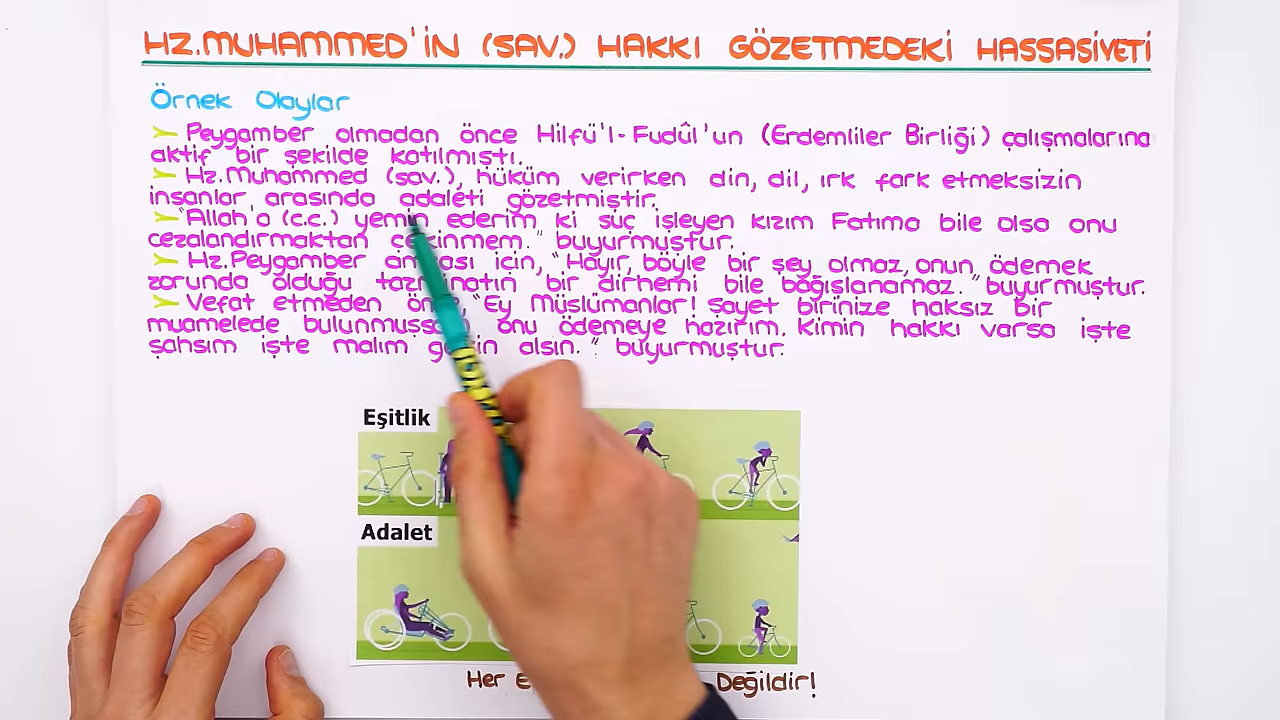 HZ.MUHAMMED'İN (SAV.) HAKKI GÖZETMEDEKİ HASSASİYETİ
Örnek Olaylar
Peygamber olmadan önce Hilfü'l-Fudûl'un (Erdemliler Birliği) çalışmalarına
aktif bir şekilde katılmıştı.
Hz.Muhammed (sav.), hüküm verirken din, dil, ırk fark etmeksizin
insanlar arasında adaleti gözetmiştir.
"Allah'a (c.c.) yemin ederim ki suç işleyen kızım Fatıma bile olsa onu
cezalandırmaktan çekinmem." buyurmuştur.
Hz.Peygamber amcası için, "Hayır, böyle bir şey olmaz, onun ödemek
zorunda olduğu tazminatın bir dirhemi bile bağışlanamaz." buyurmuştur.
Vefat etmeden "Ey Müslümanlar! Şayet birinize haksız bir
muamelede bulunmuşsam onu ödemeye hazırım. Kimin hakkı varsa işte
şahsım işte malım gelsin alsın." buyurmuştur.
Eşitlik
Adalet
Her Değildir!